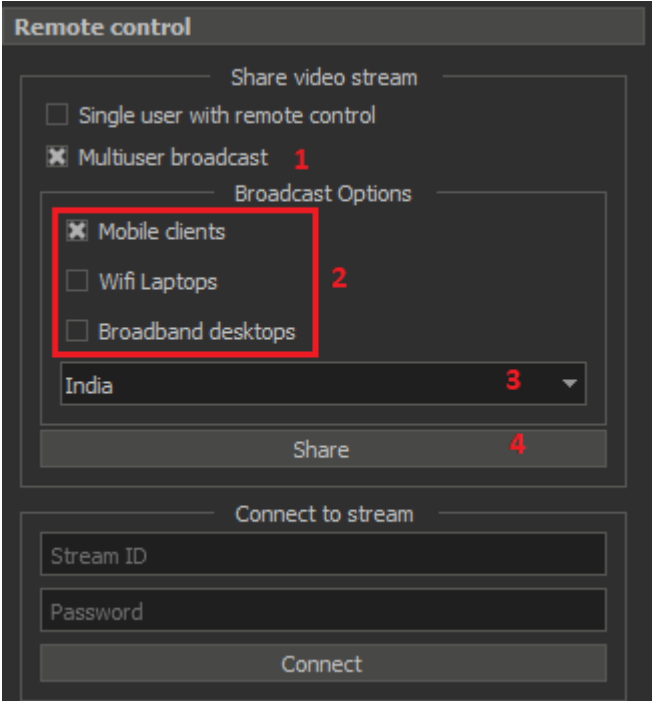 Remote control
Share video stream
Single user with remote control
Multiuser broadcast 1
Broadcast Options
Mobile clients
Wifi Laptops 2
Broadband desktops
India 3
Share 4
Connect to stream
Stream ID
Password
Connect